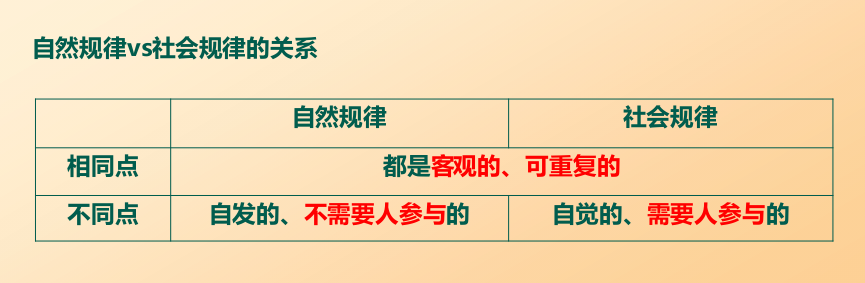 自然规律vs社会规律的关系
自然规律 社会规律
相同点 都是客观的、可重复的
不同点 自发的、不需要人参与的 自觉的、需要人参与的